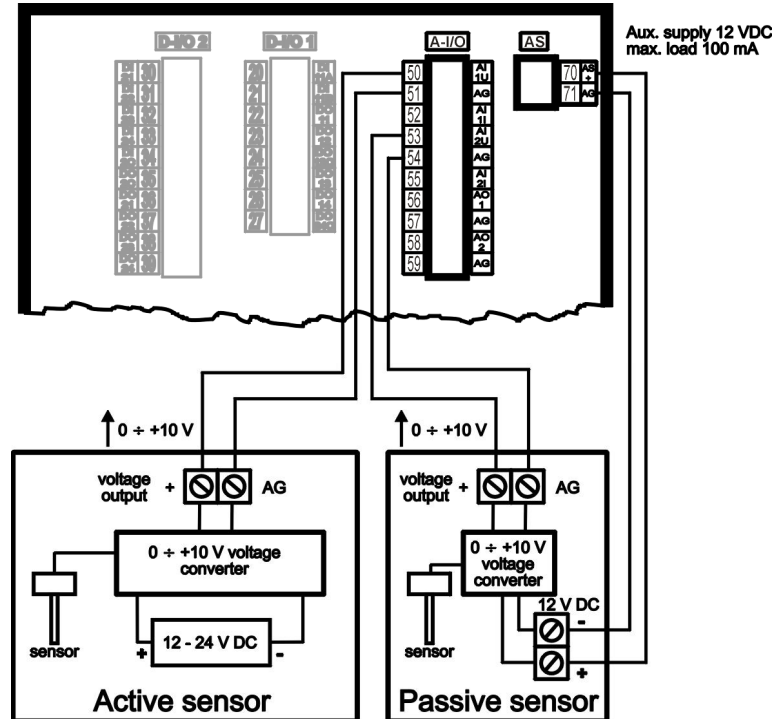 D-I/O 2
D-I/O 1
A-I/O
AS
Aux. supply 12 VDC
max. load 100 mA
30
31
32
33
34
35
36
37
38
39
20
21
22
23
24
25
26
27
50 AI 1U
51 AG
52 AI 1I
53 AI 2U
54 AG
55 AI 2I
56 AO 1
57 AG
58 AO 2
59 AG
70 AS +
71 AG
0 ÷ +10 V
voltage
output
+
AG
0 ÷ +10 V voltage
converter
sensor
+ 12 - 24 V DC -
Active sensor
0 ÷ +10 V
voltage
output
+
AG
0 ÷ +10 V
voltage
converter
12 V DC
-
+
sensor
Passive sensor